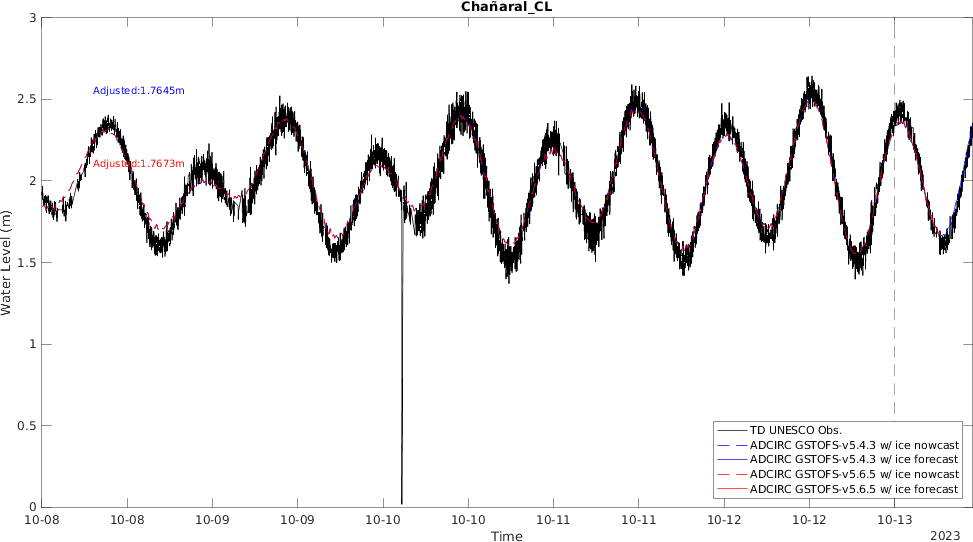 Chañaral_CL
3
2.5
2
1.5
1
0.5
0
Water Level (m)
Adjusted:1.7645m
Adjusted:1.7673m
TD UNESCO Obs.
ADCIRC GSTOFS-v5.4.3 w/ ice nowcast
ADCIRC GSTOFS-v5.4.3 w/ ice forecast
ADCIRC GSTOFS-v5.6.5 w/ ice nowcast
ADCIRC GSTOFS-v5.6.5 w/ ice forecast
10-08 10-08 10-09 10-09 10-10 10-10 10-11 10-11 10-12 10-12 10-13
Time
2023